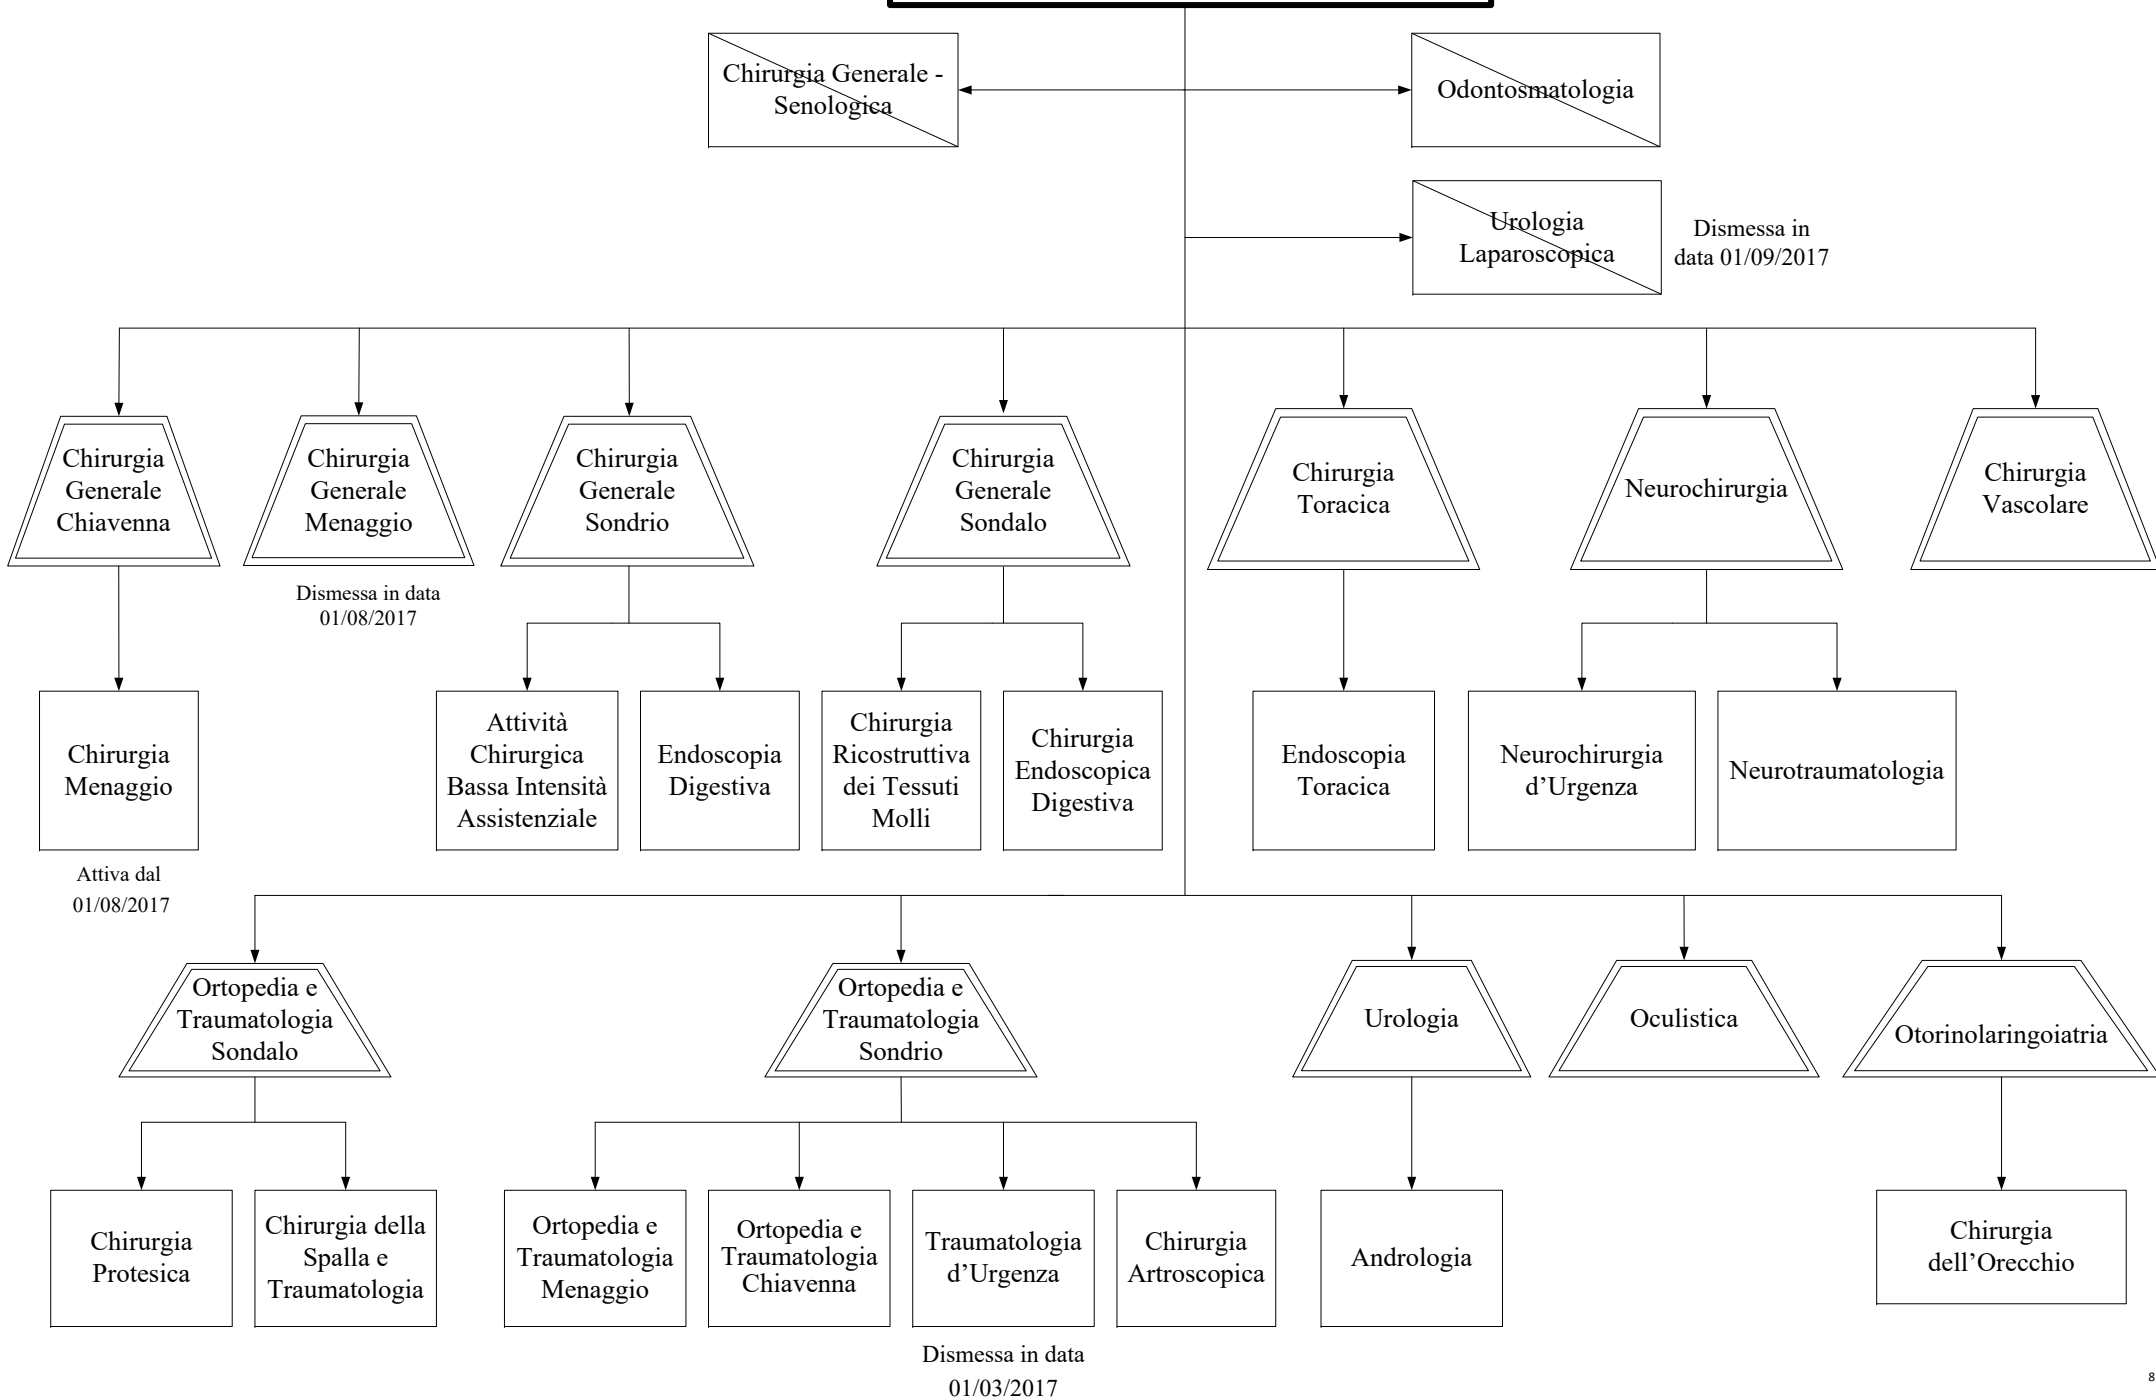 Chirurgia Generale -
Senologica
Odontosmatologia
Urologia
Laparoscopica
Dismessa in
data 01/09/2017
Chirurgia
Generale
Chiavenna
Chirurgia
Generale
Menaggio
Chirurgia
Generale
Sondrio
Chirurgia
Generale
Sondalo
Chirurgia
Toracica
Neurochirurgia
Chirurgia
Vascolare
Dismessa in data
01/08/2017
Chirurgia
Menaggio
Attività
Chirurgica
Bassa Intensità
Assistenziale
Endoscopia
Digestiva
Chirurgia
Ricostruttiva
dei Tessuti
Molli
Chirurgia
Endoscopica
Digestiva
Endoscopia
Toracica
Neurochirurgia
d’Urgenza
Neurotraumatologia
Attiva dal
01/08/2017
Ortopedia e
Traumatologia
Sondalo
Ortopedia e
Traumatologia
Sondrio
Urologia
Oculistica
Otorinolaringoiatria
Chirurgia
Protesica
Chirurgia della
Spalla e
Traumatologia
Ortopedia e
Traumatologia
Menaggio
Ortopedia e
Traumatologia
Chiavenna
Traumatologia
d’Urgenza
Chirurgia
Artroscopica
Andrologia
Chirurgia
dell’Orecchio
Dismessa in data
01/03/2017
8